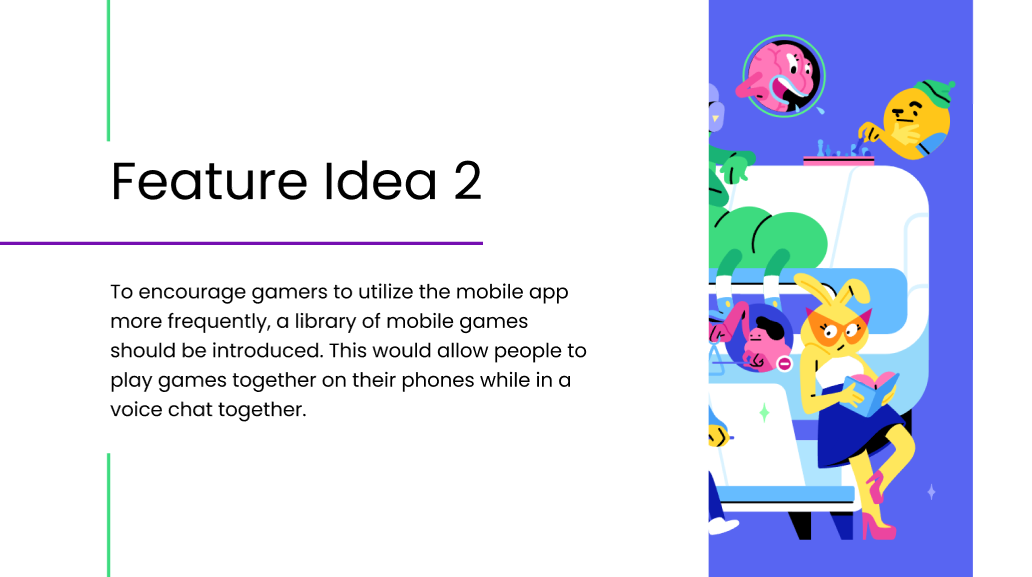 Feature Idea 2
To encourage gamers to utilize the mobile app
more frequently, a library of mobile games
should be introduced. This would allow people to
play games together on their phones while in a
voice chat together.